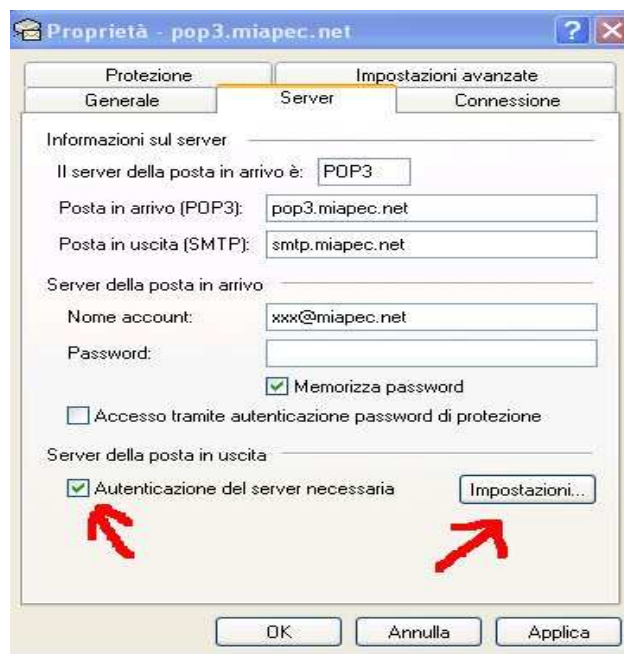 Proprietà - pop3.miapec.net
Protezione
Impostazioni avanzate
Generale
Server
Connessione
Informazioni sul server
Il server della posta in arrivo è: POP3
Posta in arrivo (POP3): pop3.miapec.net
Posta in uscita (SMTP): smtp.miapec.net
Server della posta in arrivo
Nome account: xxx@miapec.net
Password:
Memorizza password
Accesso tramite autenticazione password di protezione
Server della posta in uscita
Autenticazione del server necessaria Impostazioni...
OK Annulla Applica